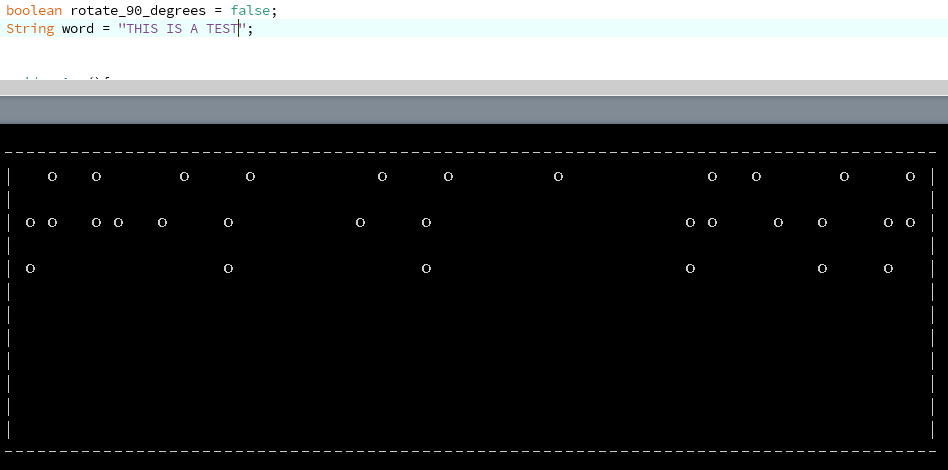 boolean rotate_90_degrees = false;
String word = "THIS IS A TEST";
-------------------------------------------------------------------------------------
|   o   o       o     o           o     o         o             o   o       o     o |
|                                                                                   |
| o o   o o   o     o           o     o                       o o     o   o     o o |
|                                                                                   |
| o                 o                 o                       o           o     o   |
|                                                                                   |
|                                                                                   |
|                                                                                   |
|                                                                                   |
|                                                                                   |
|                                                                                   |
|                                                                                   |
-------------------------------------------------------------------------------------